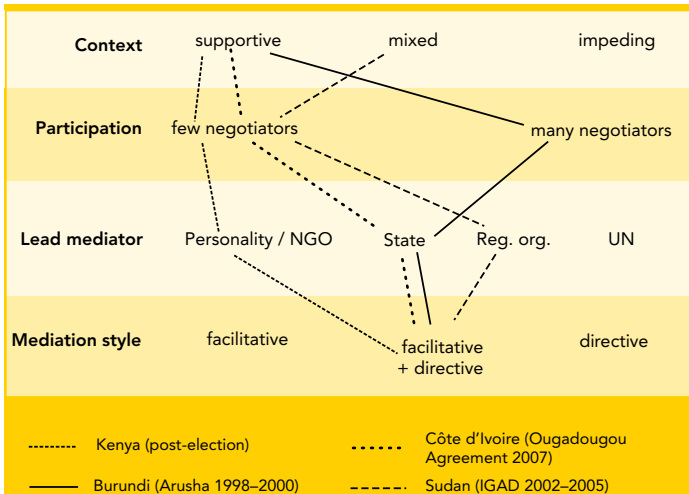 Context supportive mixed impeding
Participation few negotiators many negotiators
Lead mediator Personality / NGO State Reg. org. UN
Mediation style facilitative facilitative directive
+ directive
Kenya (post-election)
Côte d’Ivoire (Ougadougou
Agreement 2007)
Burundi (Arusha 1998–2000)
Sudan (IGAD 2002–2005)